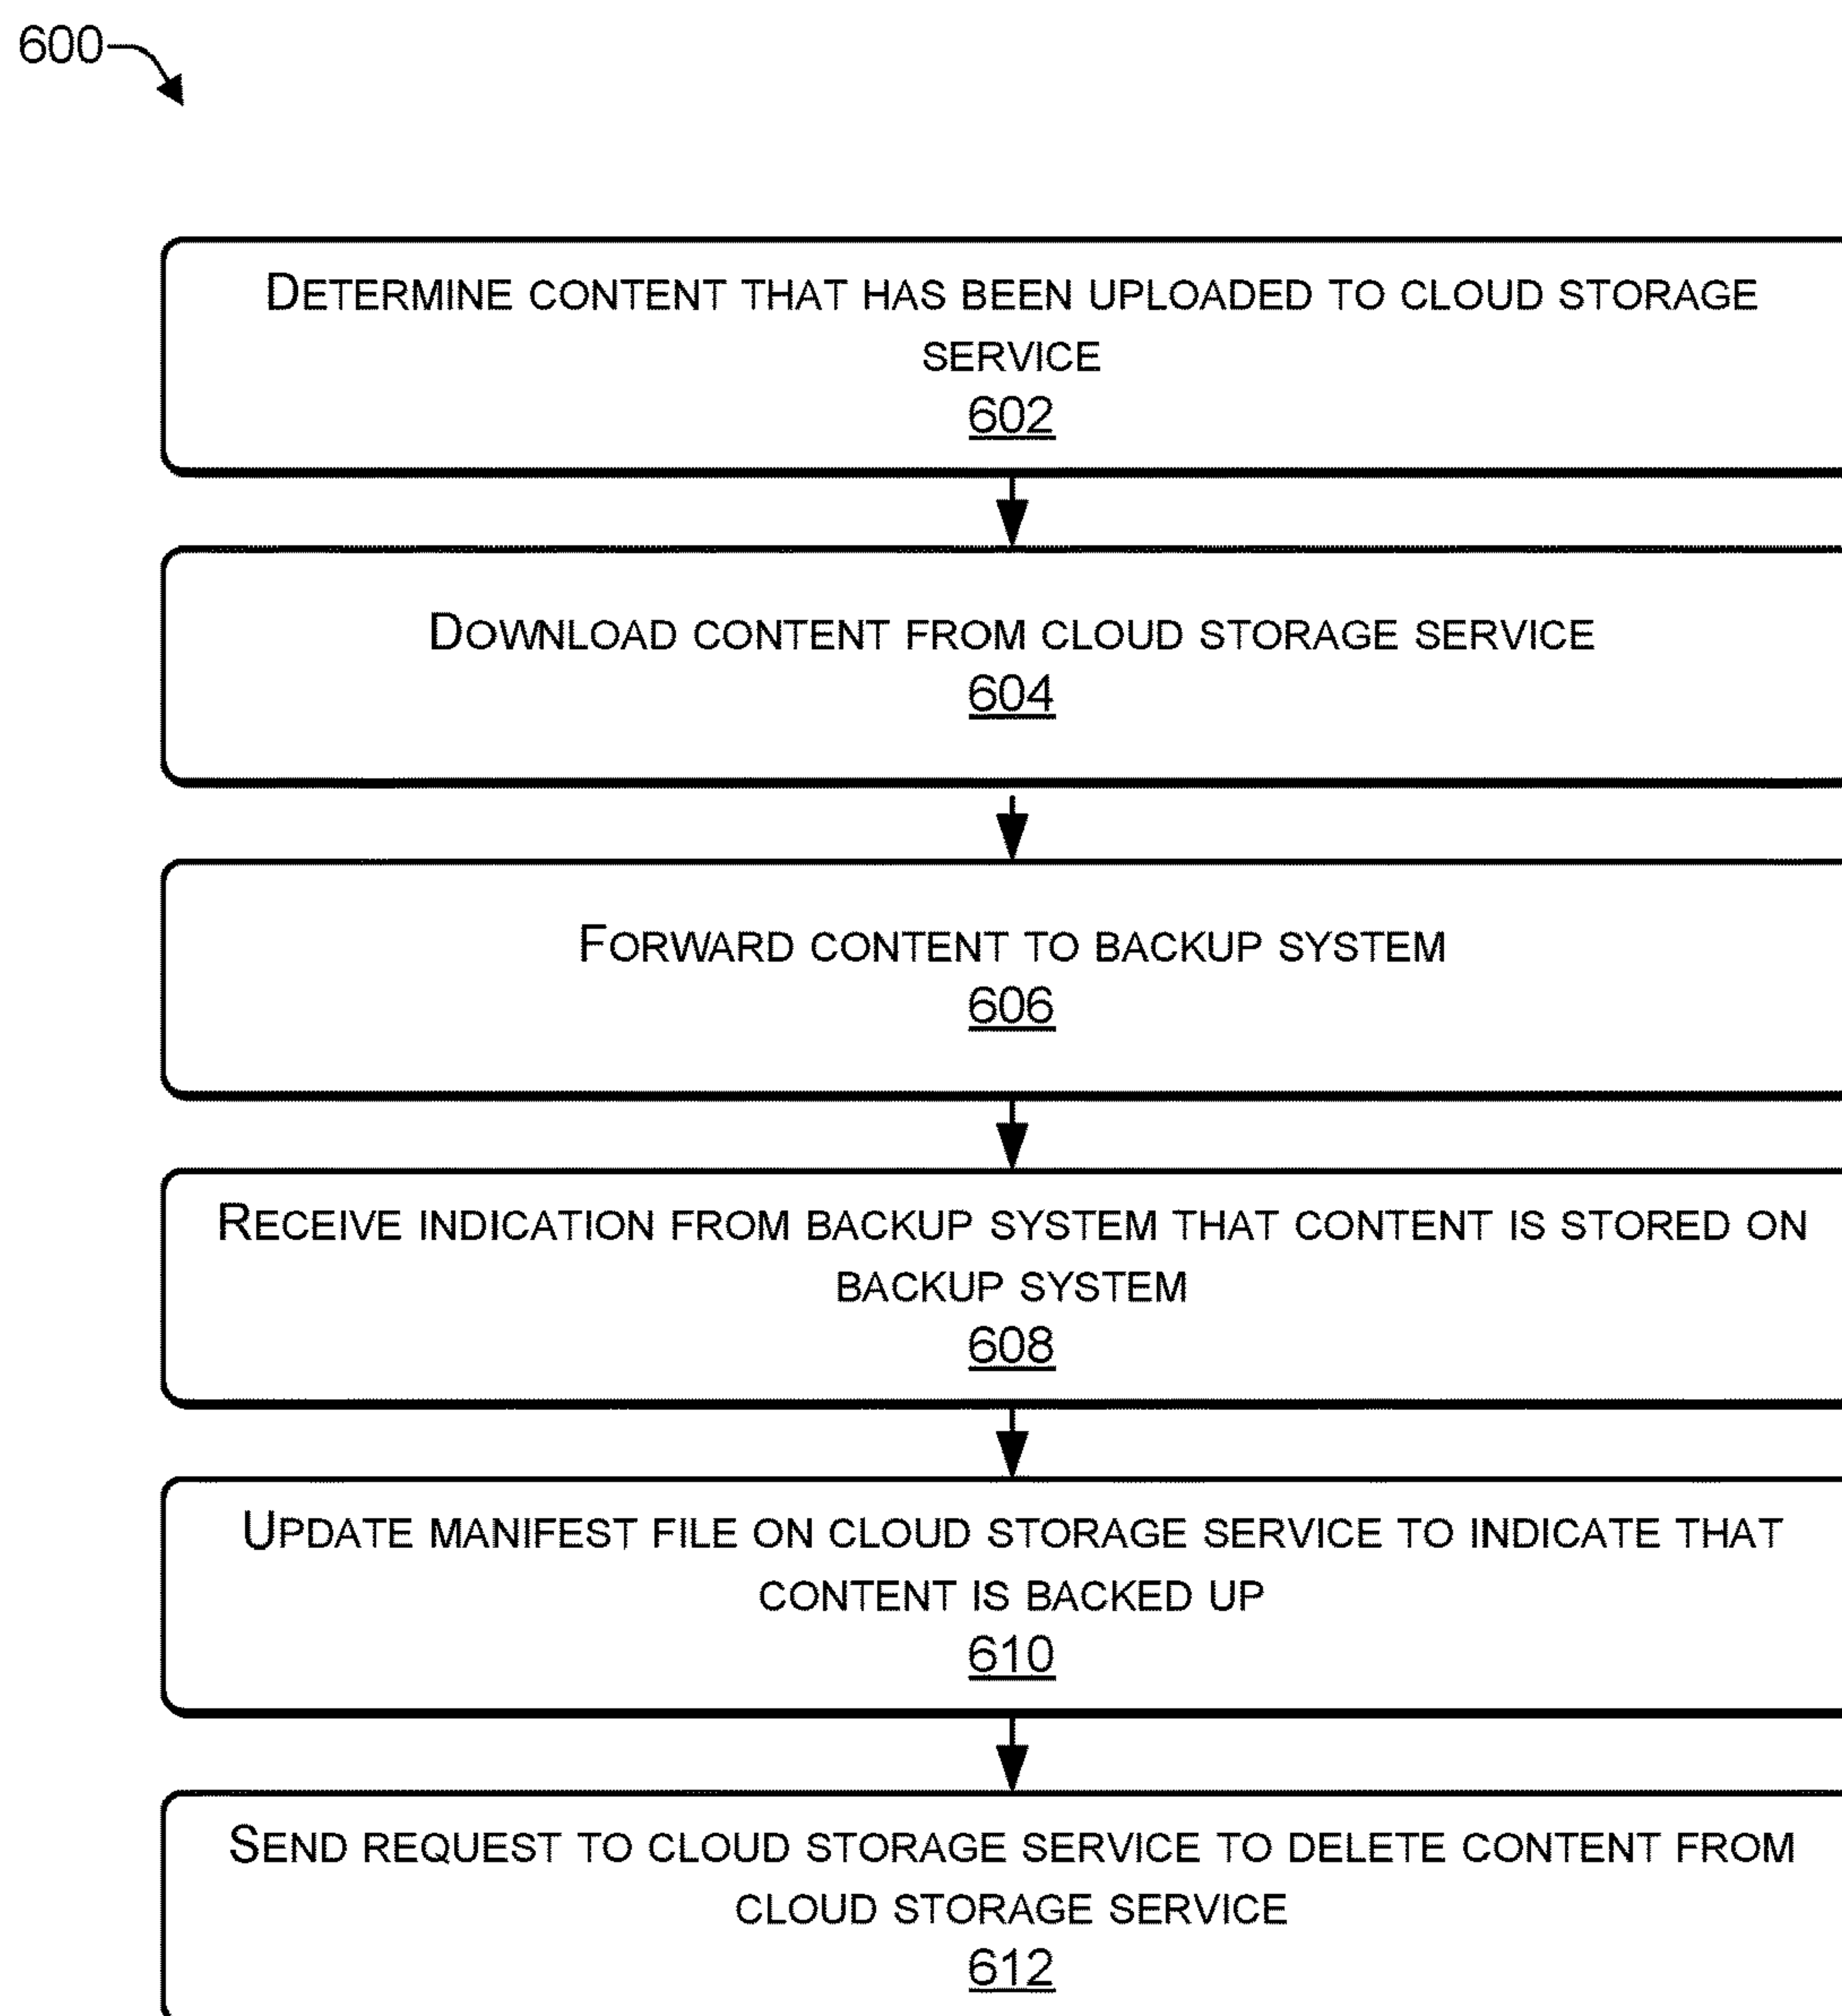 600
DETERMINE CONTENT THAT HAS BEEN UPLOADED TO CLOUD STORAGE
SERVICE
602
DOWNLOAD CONTENT FROM CLOUD STORAGE SERVICE
604
FORWARD CONTENT TO BACKUP SYSTEM
606
RECEIVE INDICATION FROM BACKUP SYSTEM THAT CONTENT IS STORED ON
BACKUP SYSTEM
608
UPDATE MANIFEST FILE ON CLOUD STORAGE SERVICE TO INDICATE THAT
CONTENT IS BACKED UP
610
SEND REQUEST TO CLOUD STORAGE SERVICE TO DELETE CONTENT FROM
CLOUD STORAGE SERVICE
612